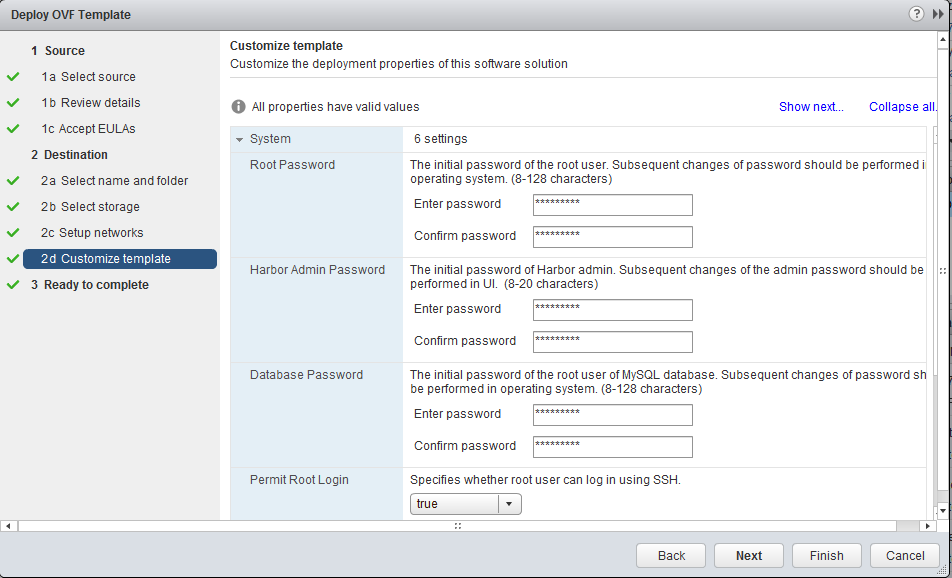 Deploy OVF Template
1 Source
1a Select source
1b Review details
1c Accept EULAs
2 Destination
2a Select name and folder
2b Select storage
2c Setup networks
2d Customize template
3 Ready to complete
Customize template
Customize the deployment properties of this software solution
All properties have valid values
Show next...
Collapse all.
System
6 settings
Root Password
The initial password of the root user. Subsequent changes of password should be performed i
operating system. (8-128 characters)
Enter password
*********
Confirm password
*********
Harbor Admin Password
The initial password of Harbor admin. Subsequent changes of the admin password should be
performed in UI. (8-20 characters)
Enter password
*********
Confirm password
*********
Database Password
The initial password of the root user of MySQL database. Subsequent changes of password sh
be performed in operating system. (8-128 characters)
Enter password
*********
Confirm password
*********
Permit Root Login
Specifies whether root user can log in using SSH.
true
Back
Next
Finish
Cancel